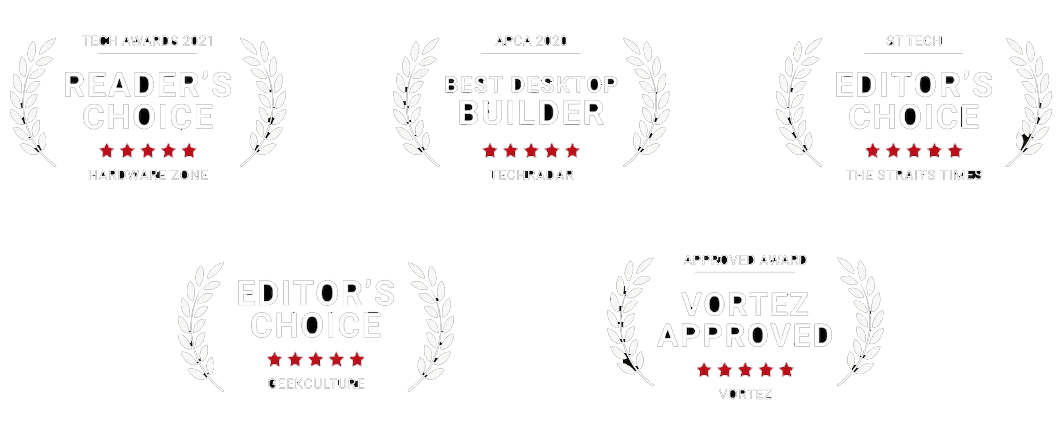 TECH AWARDS 2021
READER'S
CHOICE
HARDWARE ZONE
APCA 2020
BEST DESKTOP
BUILDER
TECHRADAR
ST TECH
EDITOR'S
CHOICE
THE STRAITS TIMES
EDITOR'S
CHOICE
GEEKCULTURE
APPROVED AWARD
VORTEZ
APPROVED
VORTEZ